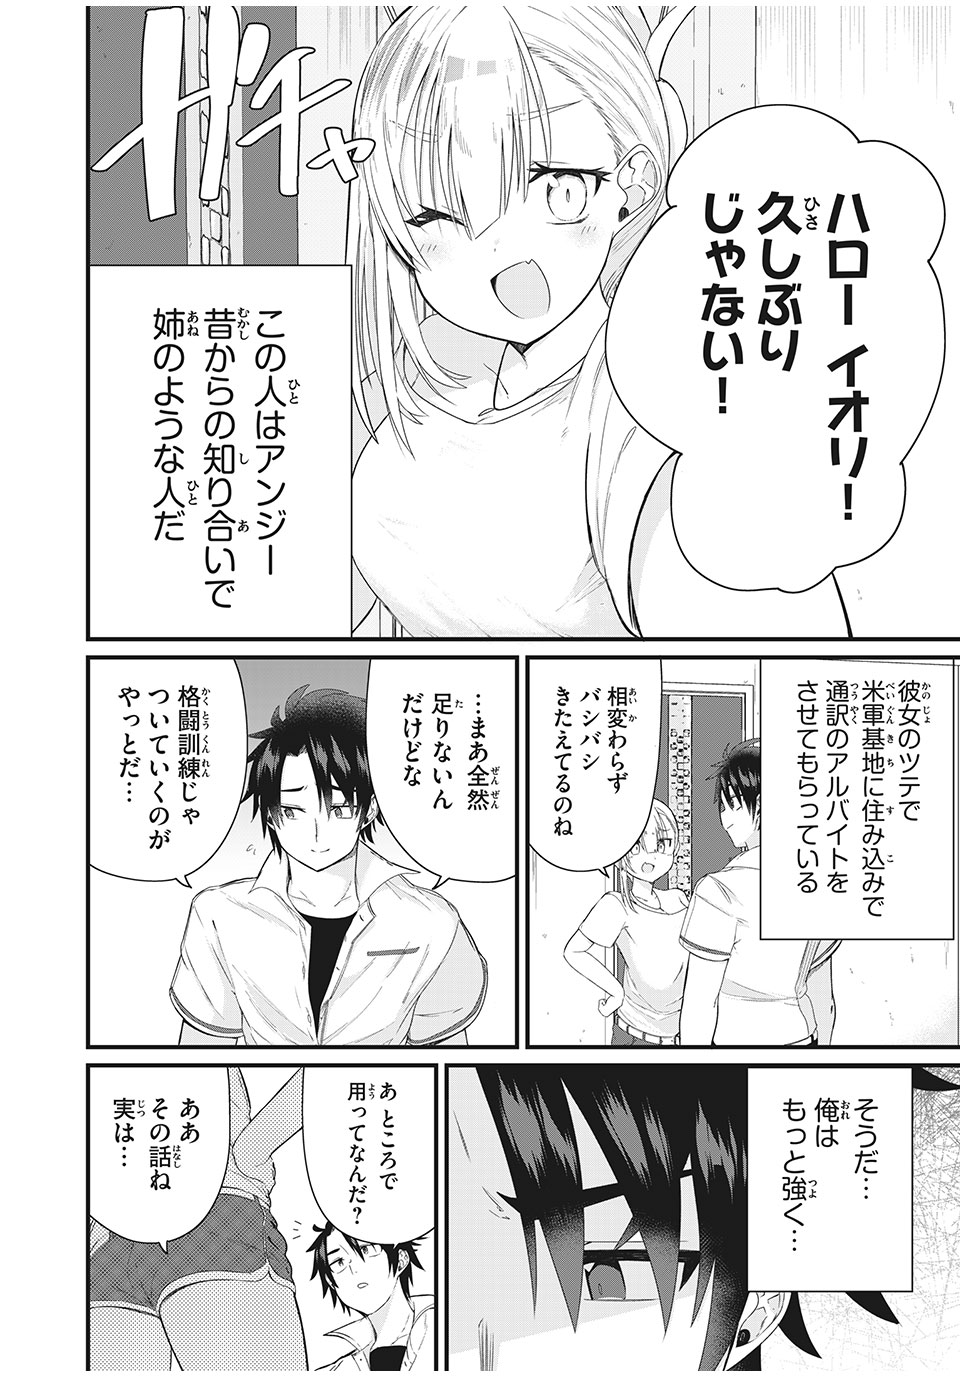 ガチャ
ハロー イオリ！
久しぶり
じゃない！
この人はアンジー
昔からの知り合いで
姉のような人だ
彼女のツテで
米軍基地に住み込みで
通訳のアルバイトを
させてもらっている
相変わらず
バシバシ
きたえてるのね
…まあ全然
足りないん
だけどな
格闘訓練じゃ
ついていくのが
やっとだ…
そうだ…
俺は
もっと強く…
あ ところで
用ってなんだ？
ああ
その話ね
実は…